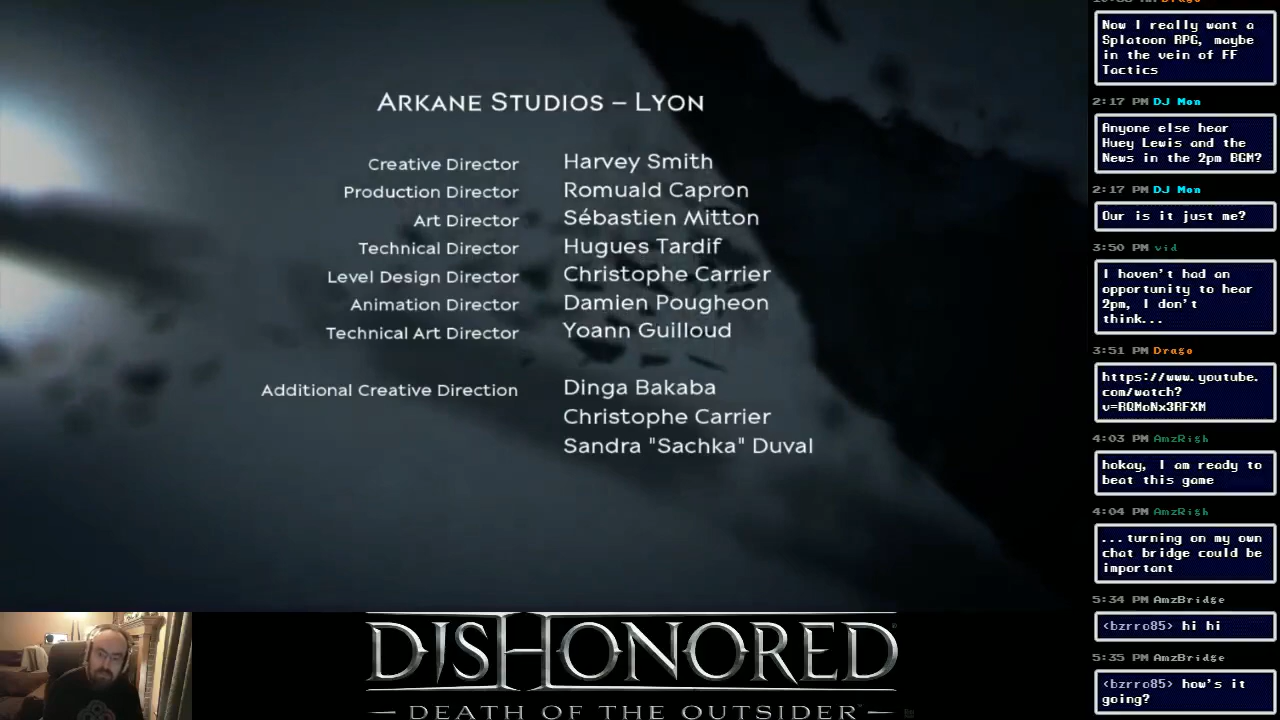 ARKANE STUDIOS – LYON
Creative Director Harvey Smith
Production Director Romuald Capron
Art Director Sébastien Mitton
Technical Director Hugues Tardif
Level Design Director Christophe Carrier
Animation Director Damien Pougheon
Technical Art Director Yoann Guilloud
Additional Creative Direction Dinga Bakaba
Christophe Carrier
Sandra "Sachka" Duval
DISHONORED
DEATH OF THE OUTSIDER
Drago
Now I really want a
Splatoon RPG, maybe
in the vein of FF
Tactics
2:17 PM DJ Mon
Anyone else hear
Huey Lewis and the
News in the 2pm BGM?
2:17 PM DJ Mon
Our is it just me?
3:50 PM vid
I haven't had an
opportunity to hear
2pm, I don't
think...
3:51 PM Drago
https://www.youtube.
com/watch?
v=RQMoNx3RFXM
4:03 PM AmzRigh
hokay, I am ready to
beat this game
4:04 PM AmzRigh
...turning on my own
chat bridge could be
important
5:34 PM AmzBridge
<bzrro85> hi hi
5:35 PM AmzBridge
<bzrro85> how's it
going?